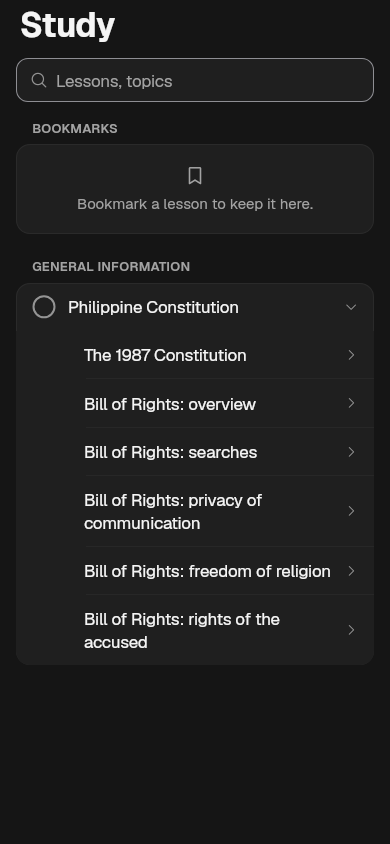 Study
Lessons, topics
BOOKMARKS
Bookmark a lesson to keep it here.
GENERAL INFORMATION
Philippine Constitution
The 1987 Constitution
Bill of Rights: overview
Bill of Rights: searches
Bill of Rights: privacy of
communication
Bill of Rights: freedom of religion
Bill of Rights: rights of the
accused